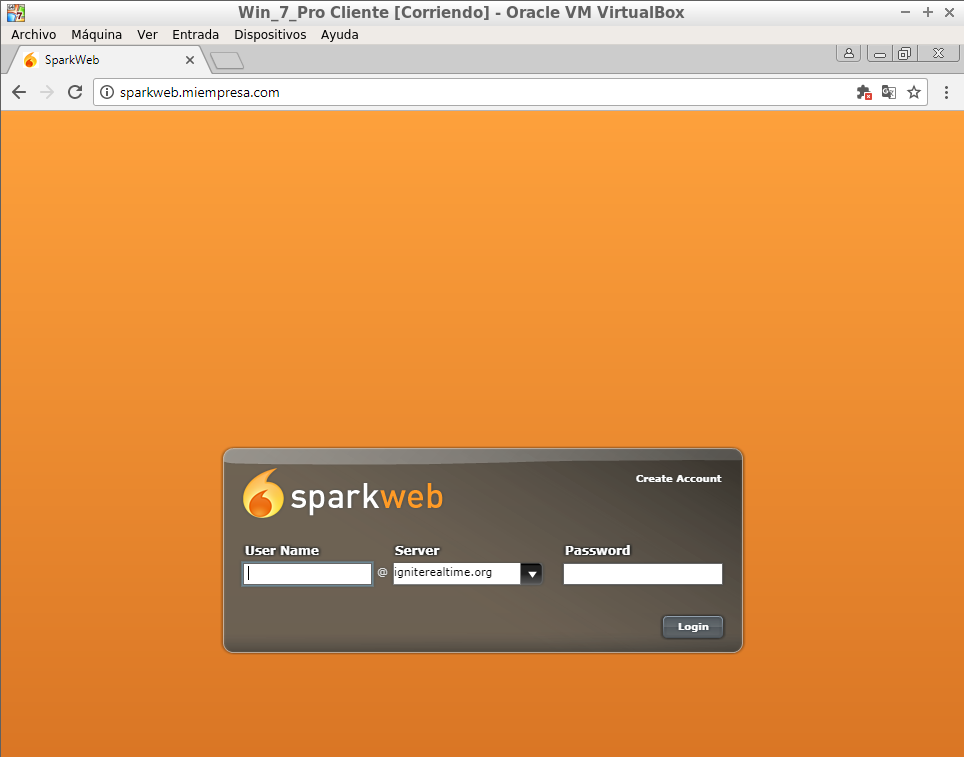 Win_7_Pro Cliente [Corriendo] - Oracle VM VirtualBox
Archivo Máquina Ver Entrada Dispositivos Ayuda
SparkWeb
sparkweb.miempresa.com
sparkweb
Create Account
User Name Server Password
@ igniterealtime.org
Login